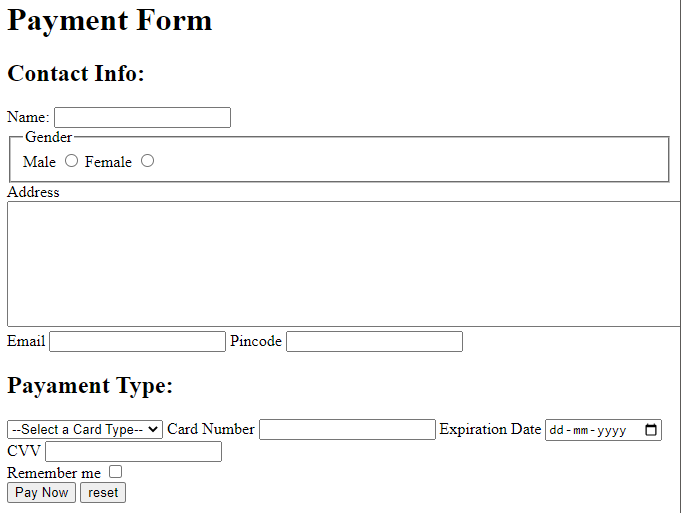 Payment Form
Contact Info:
Name:
Gender
Male Female
Address
Email Pincode
Payament Type:
--Select a Card Type-- Card Number Expiration Date dd-mm-yyyy
CVV
Remember me
Pay Now reset